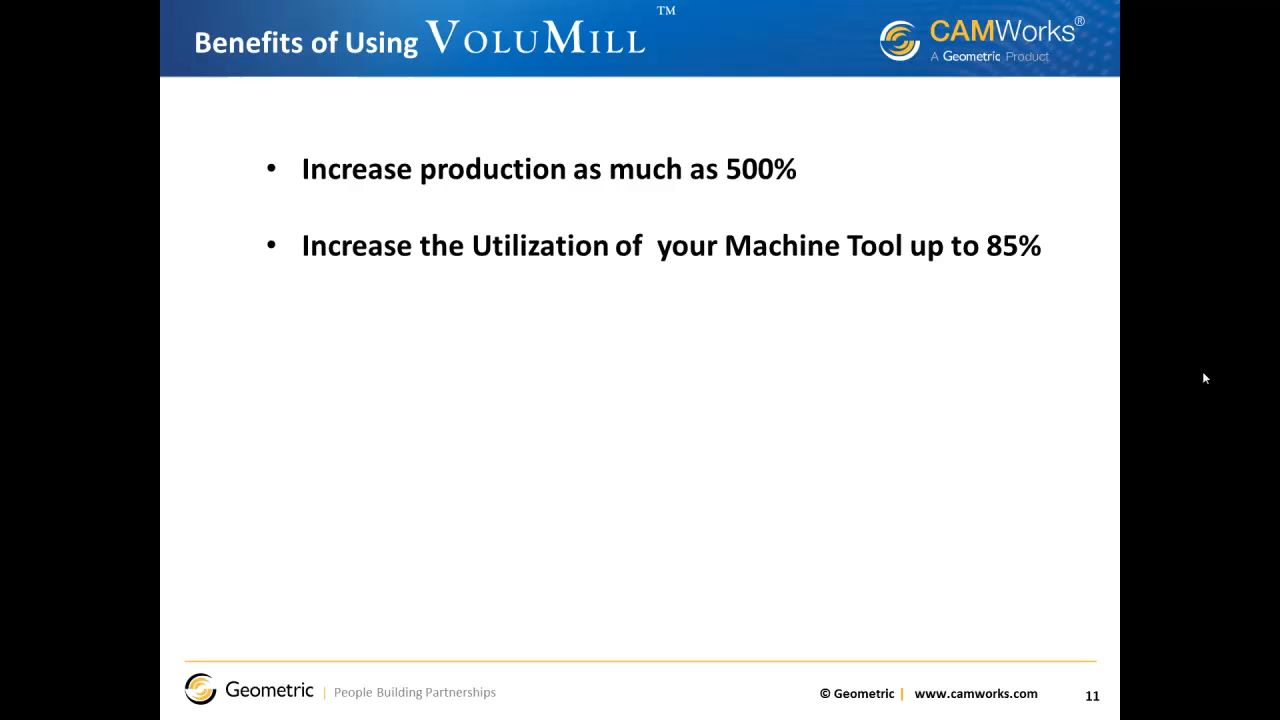 Benefits of Using VOLUMILL™
CAMWorks®
A Geometric Product
• Increase production as much as 500%
• Increase the Utilization of  your Machine Tool up to 85%
Geometric | People Building Partnerships
© Geometric | www.camworks.com 11